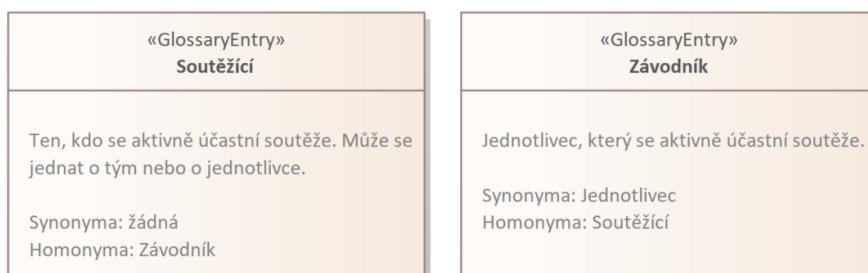 «GlossaryEntry»
Soutěžící
Ten, kdo se aktivně účastní soutěže. Může se
jednat o tým nebo o jednotlivce.
Synonyma: žádná
Homonyma: Závodník
«GlossaryEntry»
Závodník
Jednotlivec, který se aktivně účastní soutěže.
Synonyma: Jednotlivec
Homonyma: Soutěžící